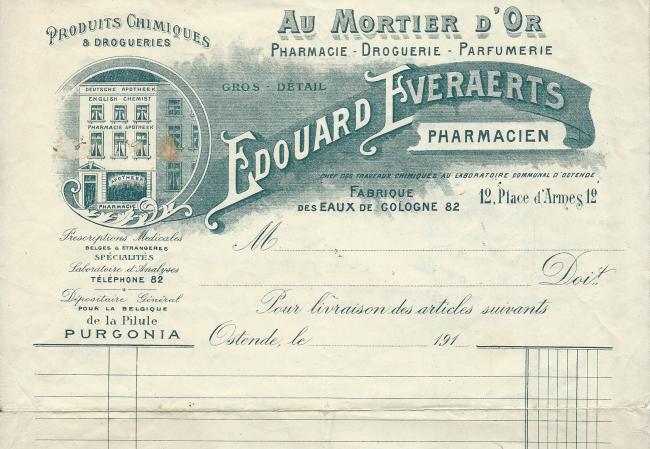 PRODUITS CHIMIQUES
& DROGUERIES
AU MORTIER D'OR
PHARMACIE - DROGUERIE - PARFUMERIE
GROS - DÉTAIL
EDOUARD EVERAERTS
PHARMACIEN
CHEF DES TRAVAUX CHIMIQUES AU LABORATOIRE COMMUNAL D'OSTENDE
FABRIQUE
DES EAUX DE COLOGNE 82
12, Place d'Armes, 12
DEUTSCHE APOTHEEK
ENGLISH CHEMIST
PHARMACIE APOTHEEK
APOTHEEK
PHARMACIE
Prescriptions Médicales
BELGES & ÉTRANGÈRES
SPÉCIALITÉS
Laboratoire d'Analyses
TÉLÉPHONE 82
Dépositaire Général
POUR LA BELGIQUE
de la Pilule
PURGONIA
M
Doit
Pour livraison des articles suivants
Ostende, le 191